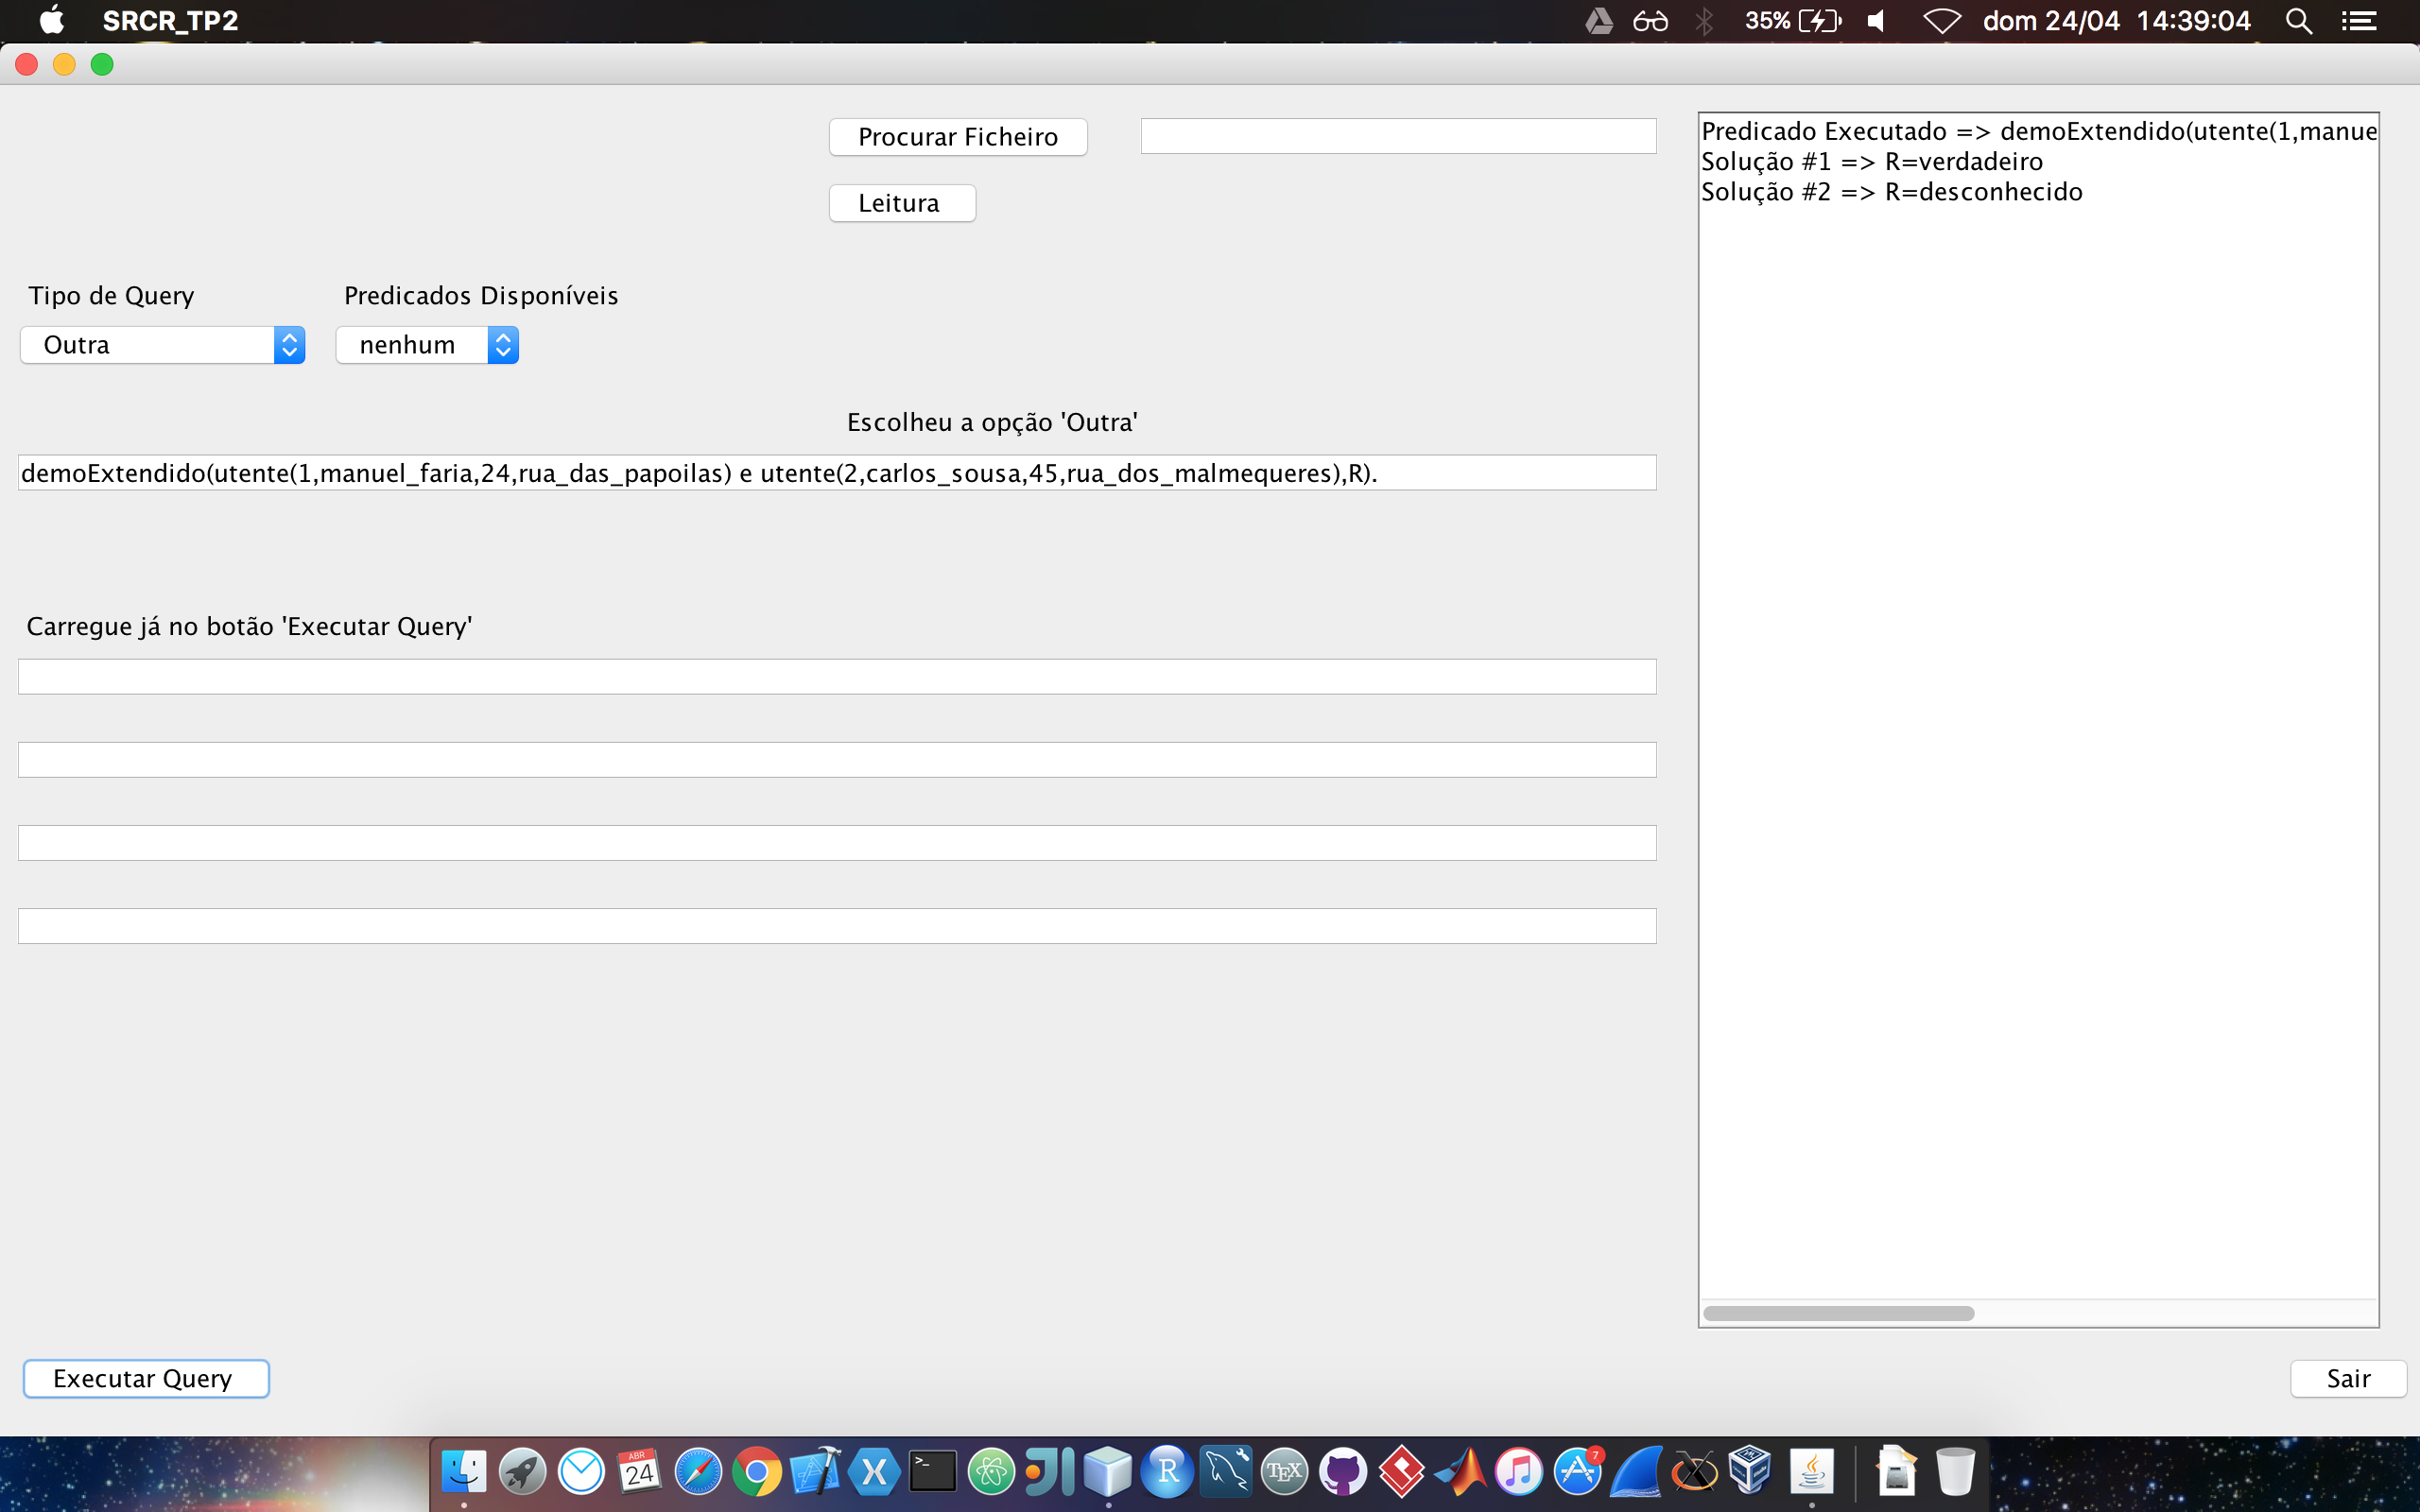 SRCR_TP2
35%
dom 24/04 14:39:04
Procurar Ficheiro
Leitura
Tipo de Query
Predicados Disponíveis
Outra
nenhum
Escolheu a opção 'Outra'
demoExtendido(utente(1,manuel_faria,24,rua_das_papoilas) e utente(2,carlos_sousa,45,rua_dos_malmequeres),R).
Carregue já no botão 'Executar Query'
Executar Query
Predicado Executado => demoExtendido(utente(1,manue
Solução #1 => R=verdadeiro
Solução #2 => R=desconhecido
Sair
ABR
24
X
>_
R
TEX
7